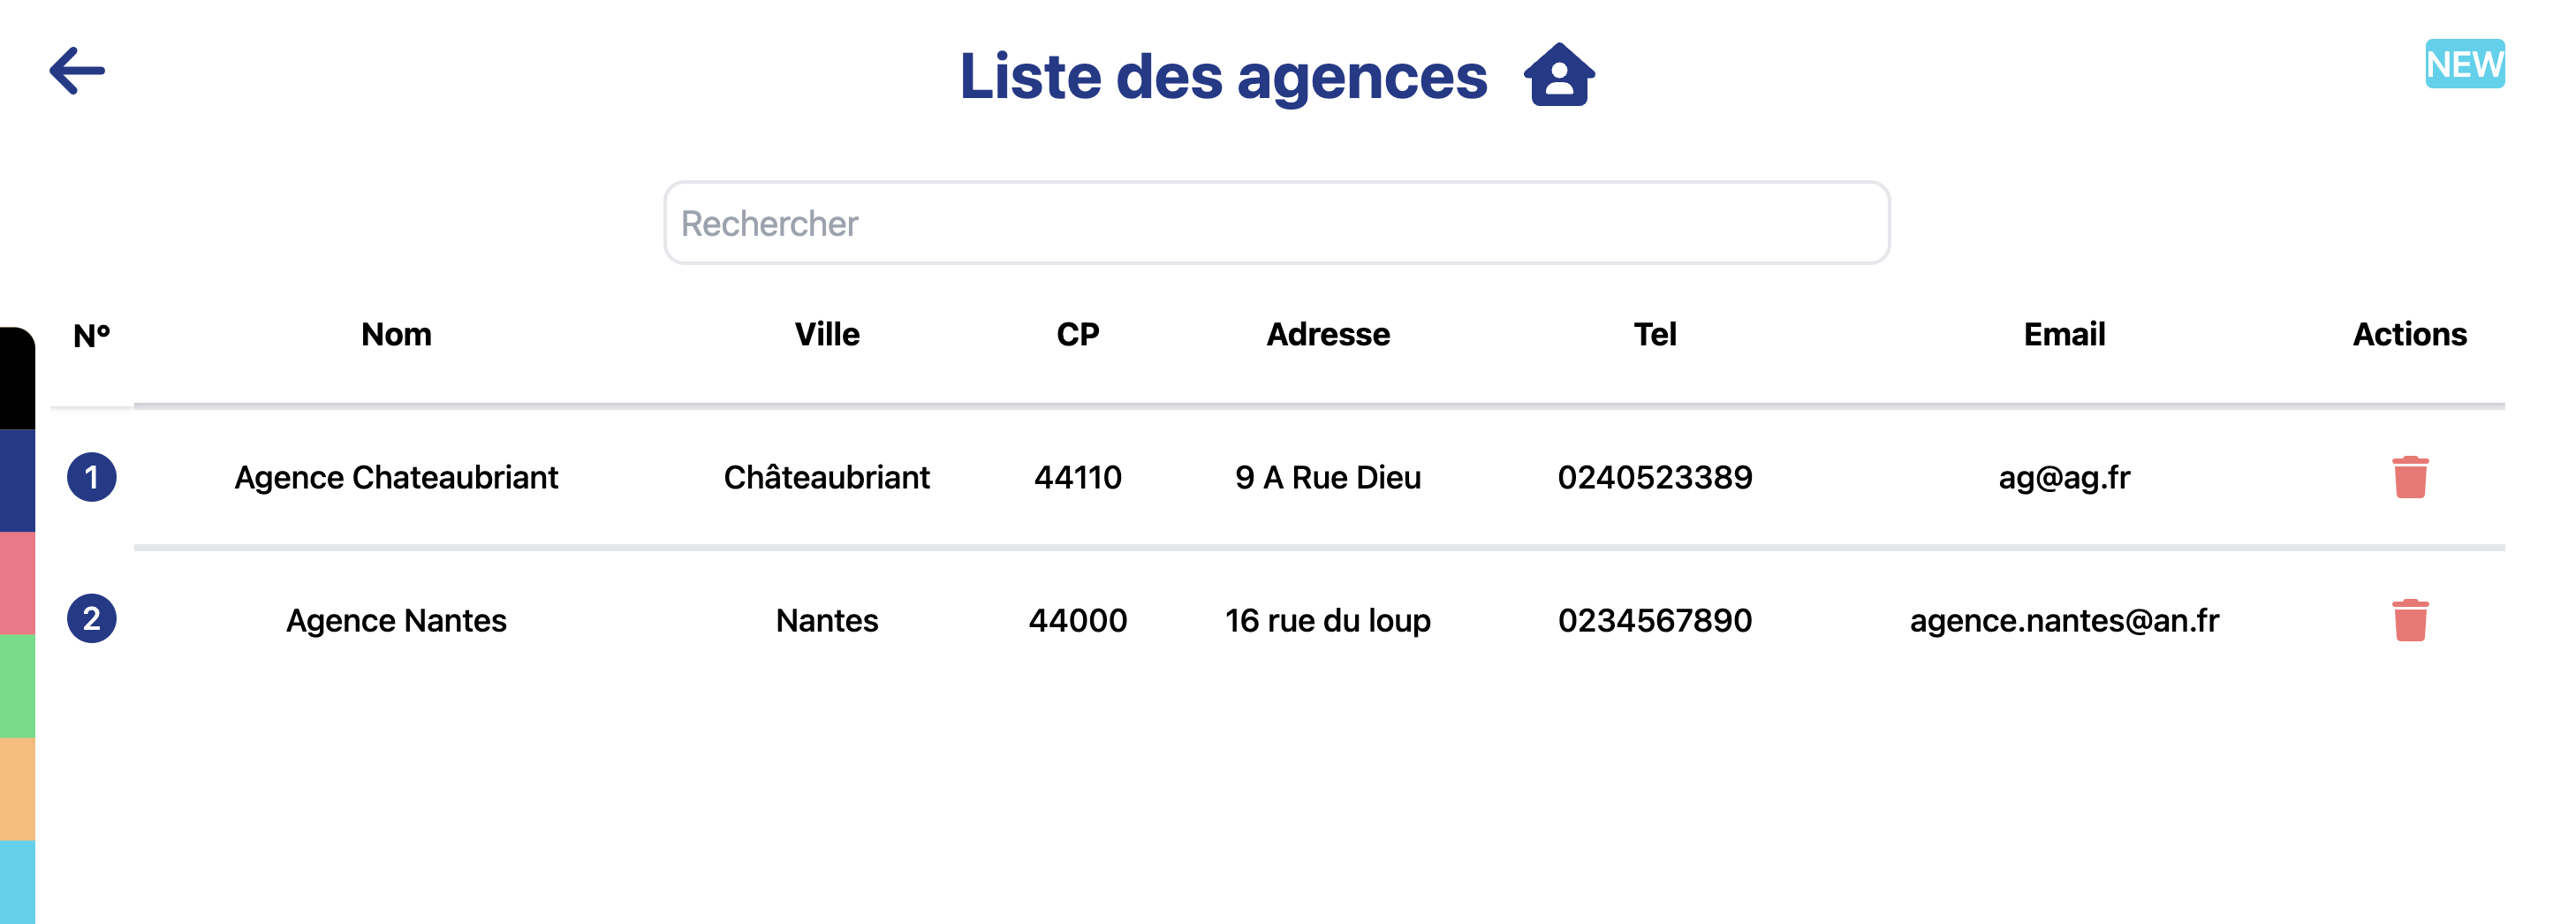 Liste des agences
NEW
Rechercher
N° Nom Ville CP Adresse Tel Email Actions
1 Agence Chateaubriant Châteaubriant 44110 9 A Rue Dieu 0240523389 ag@ag.fr
2 Agence Nantes Nantes 44000 16 rue du loup 0234567890 agence.nantes@an.fr